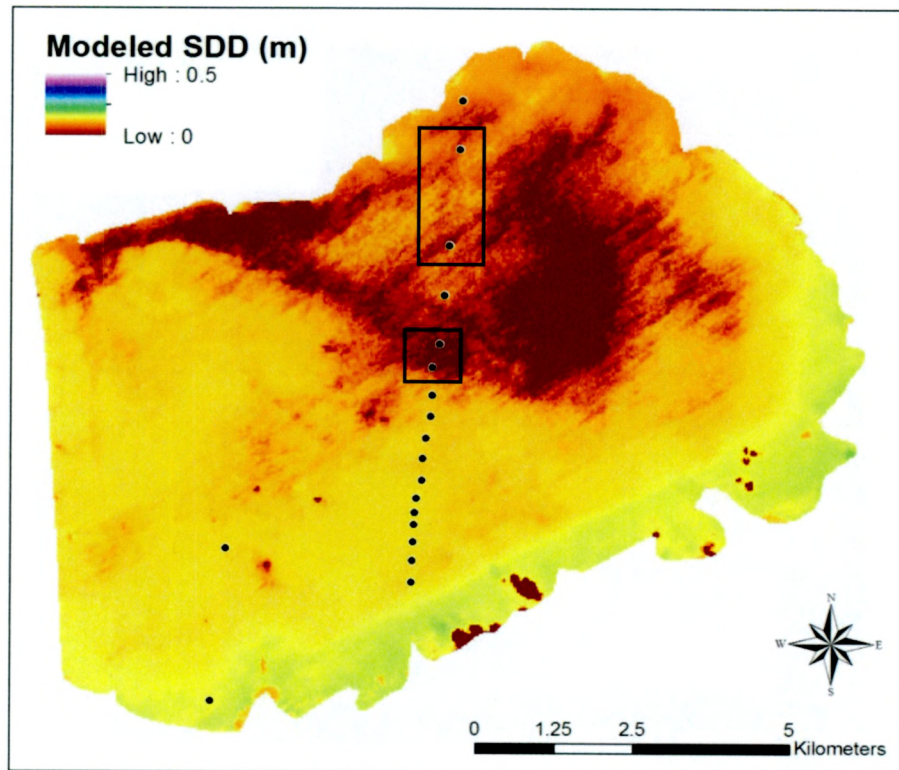 Modeled SDD (m)
High : 0.5
Low : 0
N
W E
S
0 1.25 2.5 5
Kilometers